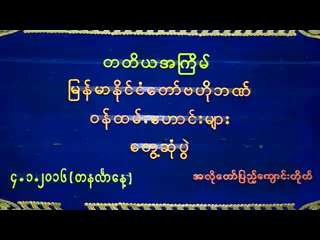 တတိယအကြိမ်
မြန်မာနိုင်ငံတော်ဗဟိုဘဏ်
ဝန်ထမ်းဟောင်းများ
တွေ့ဆုံပွဲ
၄.၁.၂၀၁၆(တနင်္လာနေ့)
အလိုတော်ပြည့်ကျောင်းတိုက်